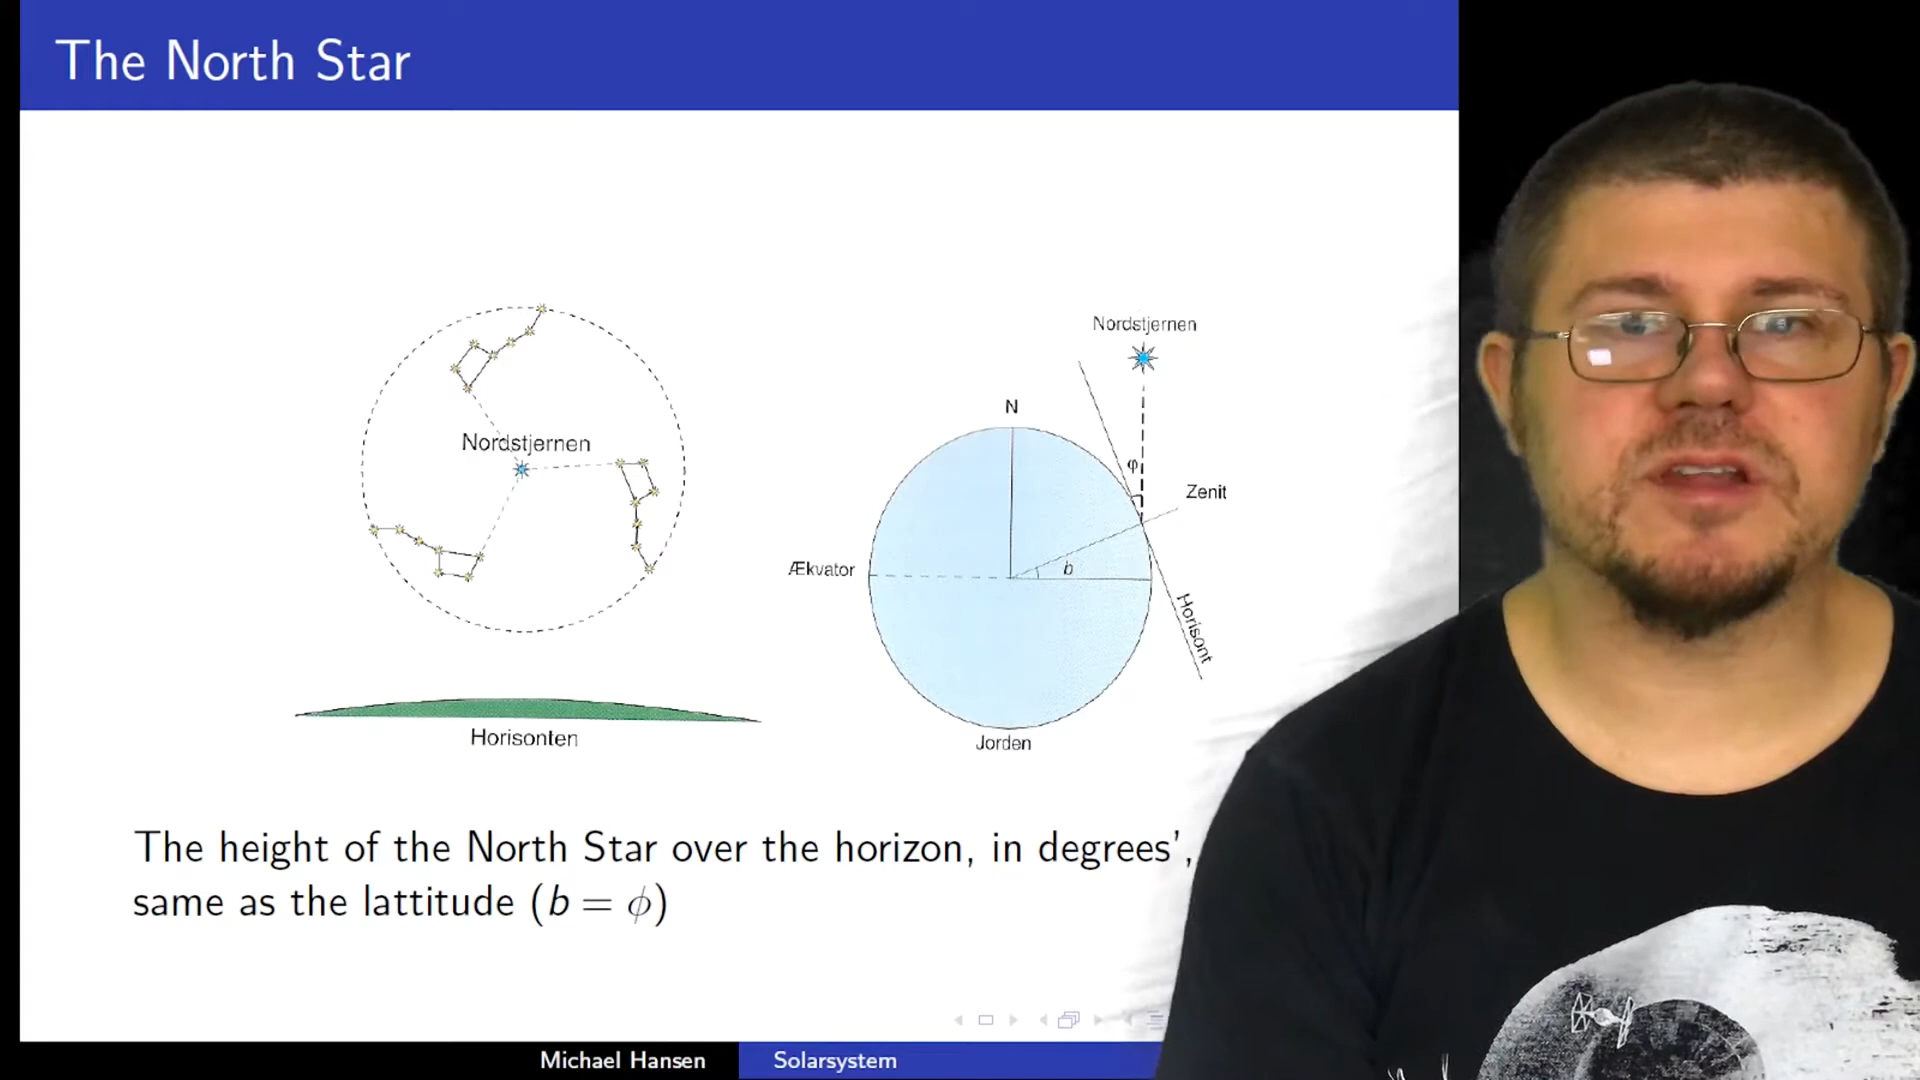 The North Star
Nordstjernen
Horisonten
Nordstjernen
N
φ
Zenit
Ækvator
b
Horisont
Jorden
The height of the North Star over the horizon, in degrees',
same as the lattitude (b = ϕ)
Michael Hansen
Solarsystem